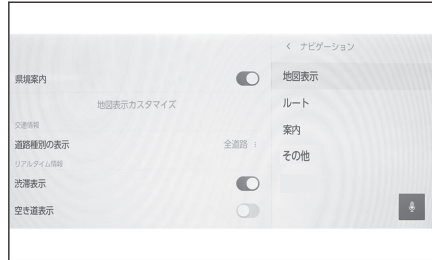 県境案内
地図表示カスタマイズ
交通情報
道路種別の表示
全道路
リアルタイム情報
渋滞表示
空き道表示
< ナビゲーション
地図表示
ルート
案内
その他